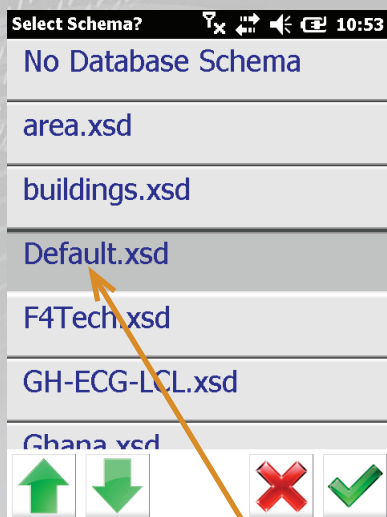 Select Schema? 10:53
No Database Schema
area.xsd
buildings.xsd
Default.xsd
F4Tech.xsd
GH-ECG-LCL.xsd
Ghana.xsd